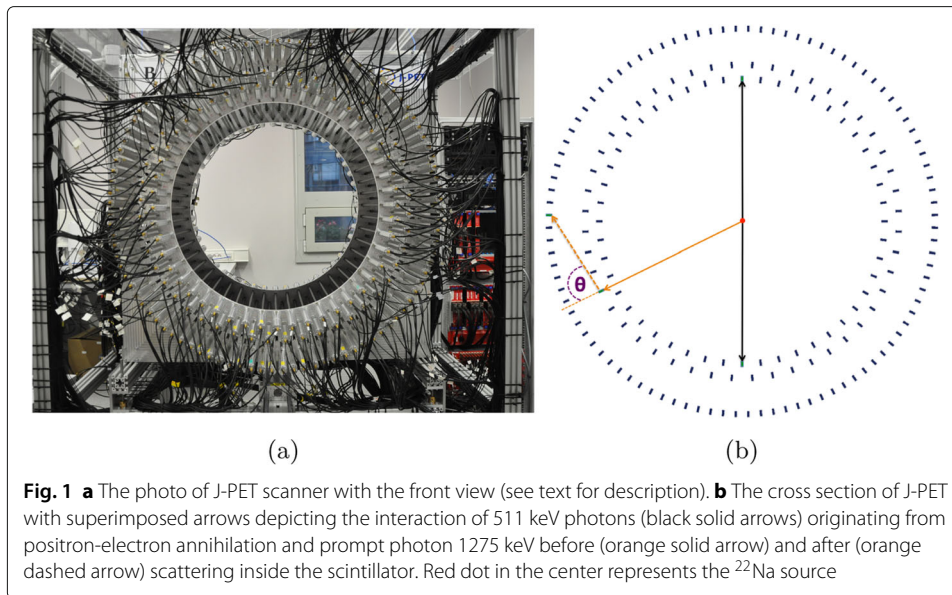 B
J-PET
θ
(a)
(b)
Fig. 1 a The photo of J-PET scanner with the front view (see text for description). b The cross section of J-PET
with superimposed arrows depicting the interaction of 511 keV photons (black solid arrows) originating from
positron-electron annihilation and prompt photon 1275 keV before (orange solid arrow) and after (orange
dashed arrow) scattering inside the scintillator. Red dot in the center represents the ²²Na source